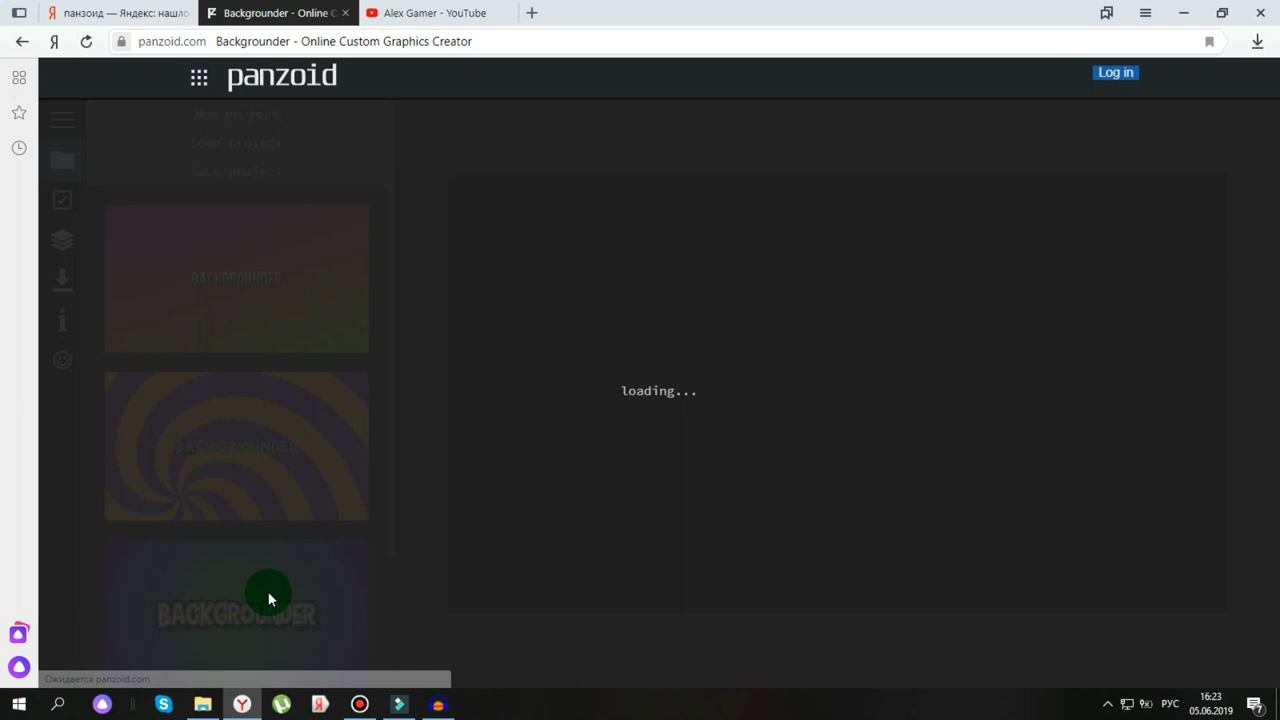 панзоид — Яндекс: нашло
Backgrounder - Online C
Alex Gamer - YouTube
panzoid.com Backgrounder - Online Custom Graphics Creator
panzoid
Log in
New project
Load project
Save project
BACKGROUNDER
BACKGROUNDER
loading...
BACKGROUNDER
Ожидается panzoid.com
РУС
16:23
05.06.2019
7